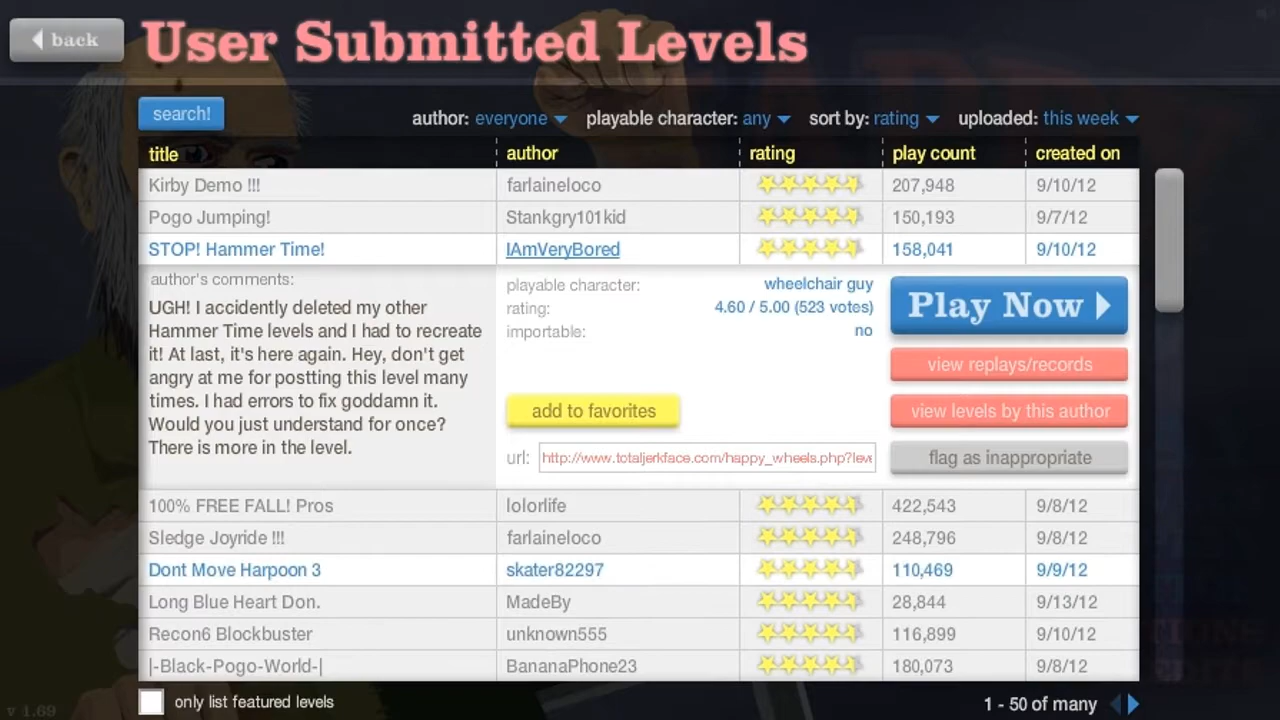 back
User Submitted Levels
search!
author: everyone playable character: any sort by: rating uploaded: this week
title author rating play count created on
Kirby Demo !!! farlaineloco 207,948 9/10/12
Pogo Jumping! Stankgry101kid 150,193 9/7/12
STOP! Hammer Time! IAmVeryBored 158,041 9/10/12
author's comments:
UGH! I accidently deleted my other
Hammer Time levels and I had to recreate
it! At last, it's here again. Hey, don't get
angry at me for postting this level many
times. I had errors to fix goddamn it.
Would you just understand for once?
There is more in the level.
playable character: wheelchair guy
rating: 4.60 / 5.00 (523 votes)
importable: no
add to favorites
url: http://www.totaljerkface.com/happy_wheels.php?leve
Play Now
view replays/records
view levels by this author
flag as inappropriate
100% FREE FALL! Pros lolorlife 422,543 9/8/12
Sledge Joyride !!! farlaineloco 248,796 9/8/12
Dont Move Harpoon 3 skater82297 110,469 9/9/12
Long Blue Heart Don. MadeBy 28,844 9/13/12
Recon6 Blockbuster unknown555 116,899 9/10/12
|-Black-Pogo-World-| BananaPhone23 180,073 9/8/12
only list featured levels
1 - 50 of many
v 1.69